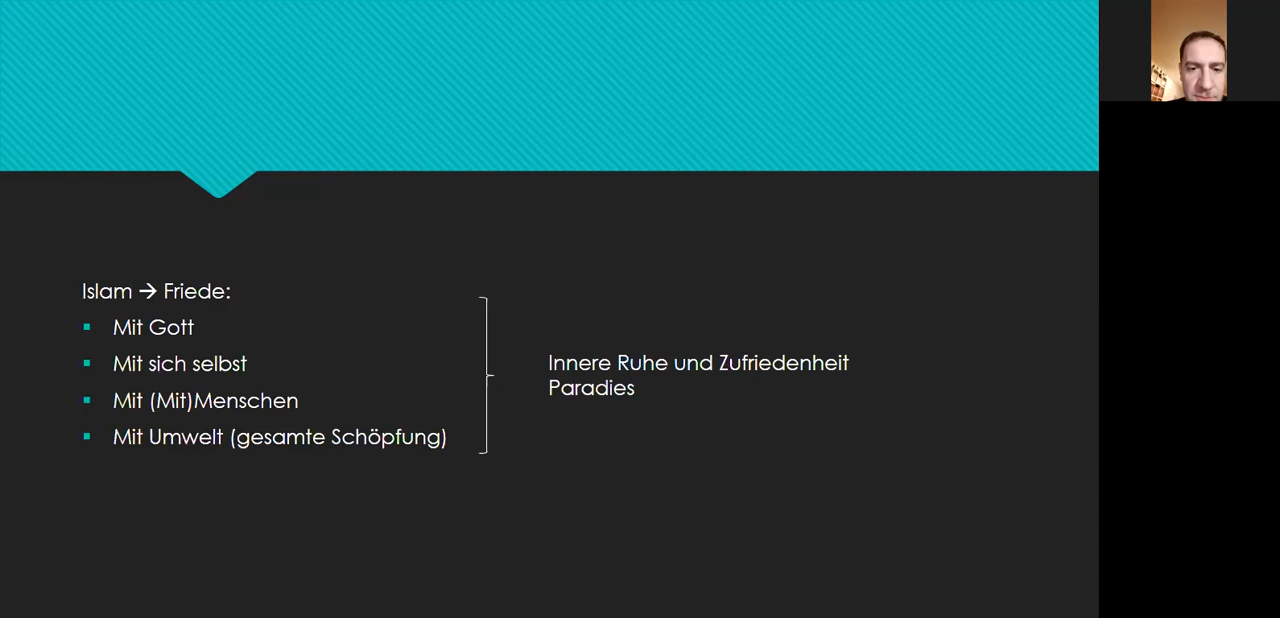 Islam → Friede:
▪ Mit Gott
▪ Mit sich selbst
▪ Mit (Mit)Menschen
▪ Mit Umwelt (gesamte Schöpfung)
Innere Ruhe und Zufriedenheit
Paradies